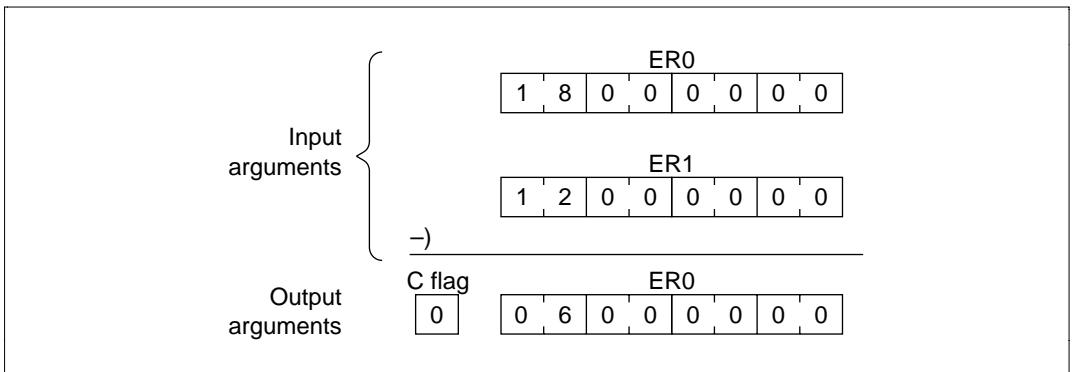 ER0
1 8 0 0 0 0 0 0
Input
arguments
ER1
1 2 0 0 0 0 0 0
–)
C flag
ER0
Output
arguments
0
0 6 0 0 0 0 0 0